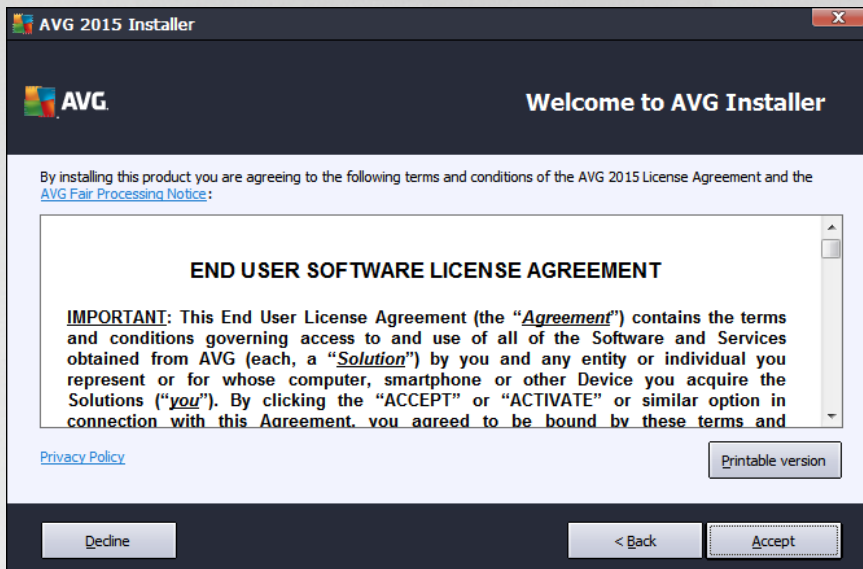 AVG 2015 Installer
AVG.
Welcome to AVG Installer
By installing this product you are agreeing to the following terms and conditions of the AVG 2015 License Agreement and the
AVG Fair Processing Notice:
END USER SOFTWARE LICENSE AGREEMENT
IMPORTANT: This End User License Agreement (the “Agreement”) contains the terms
and conditions governing access to and use of all of the Software and Services
obtained from AVG (each, a “Solution”) by you and any entity or individual you
represent or for whose computer, smartphone or other Device you acquire the
Solutions (“you”). By clicking the “ACCEPT” or “ACTIVATE” or similar option in
connection with this Agreement, you agreed to be bound by these terms and
Privacy Policy
Printable version
Decline
< Back
Accept